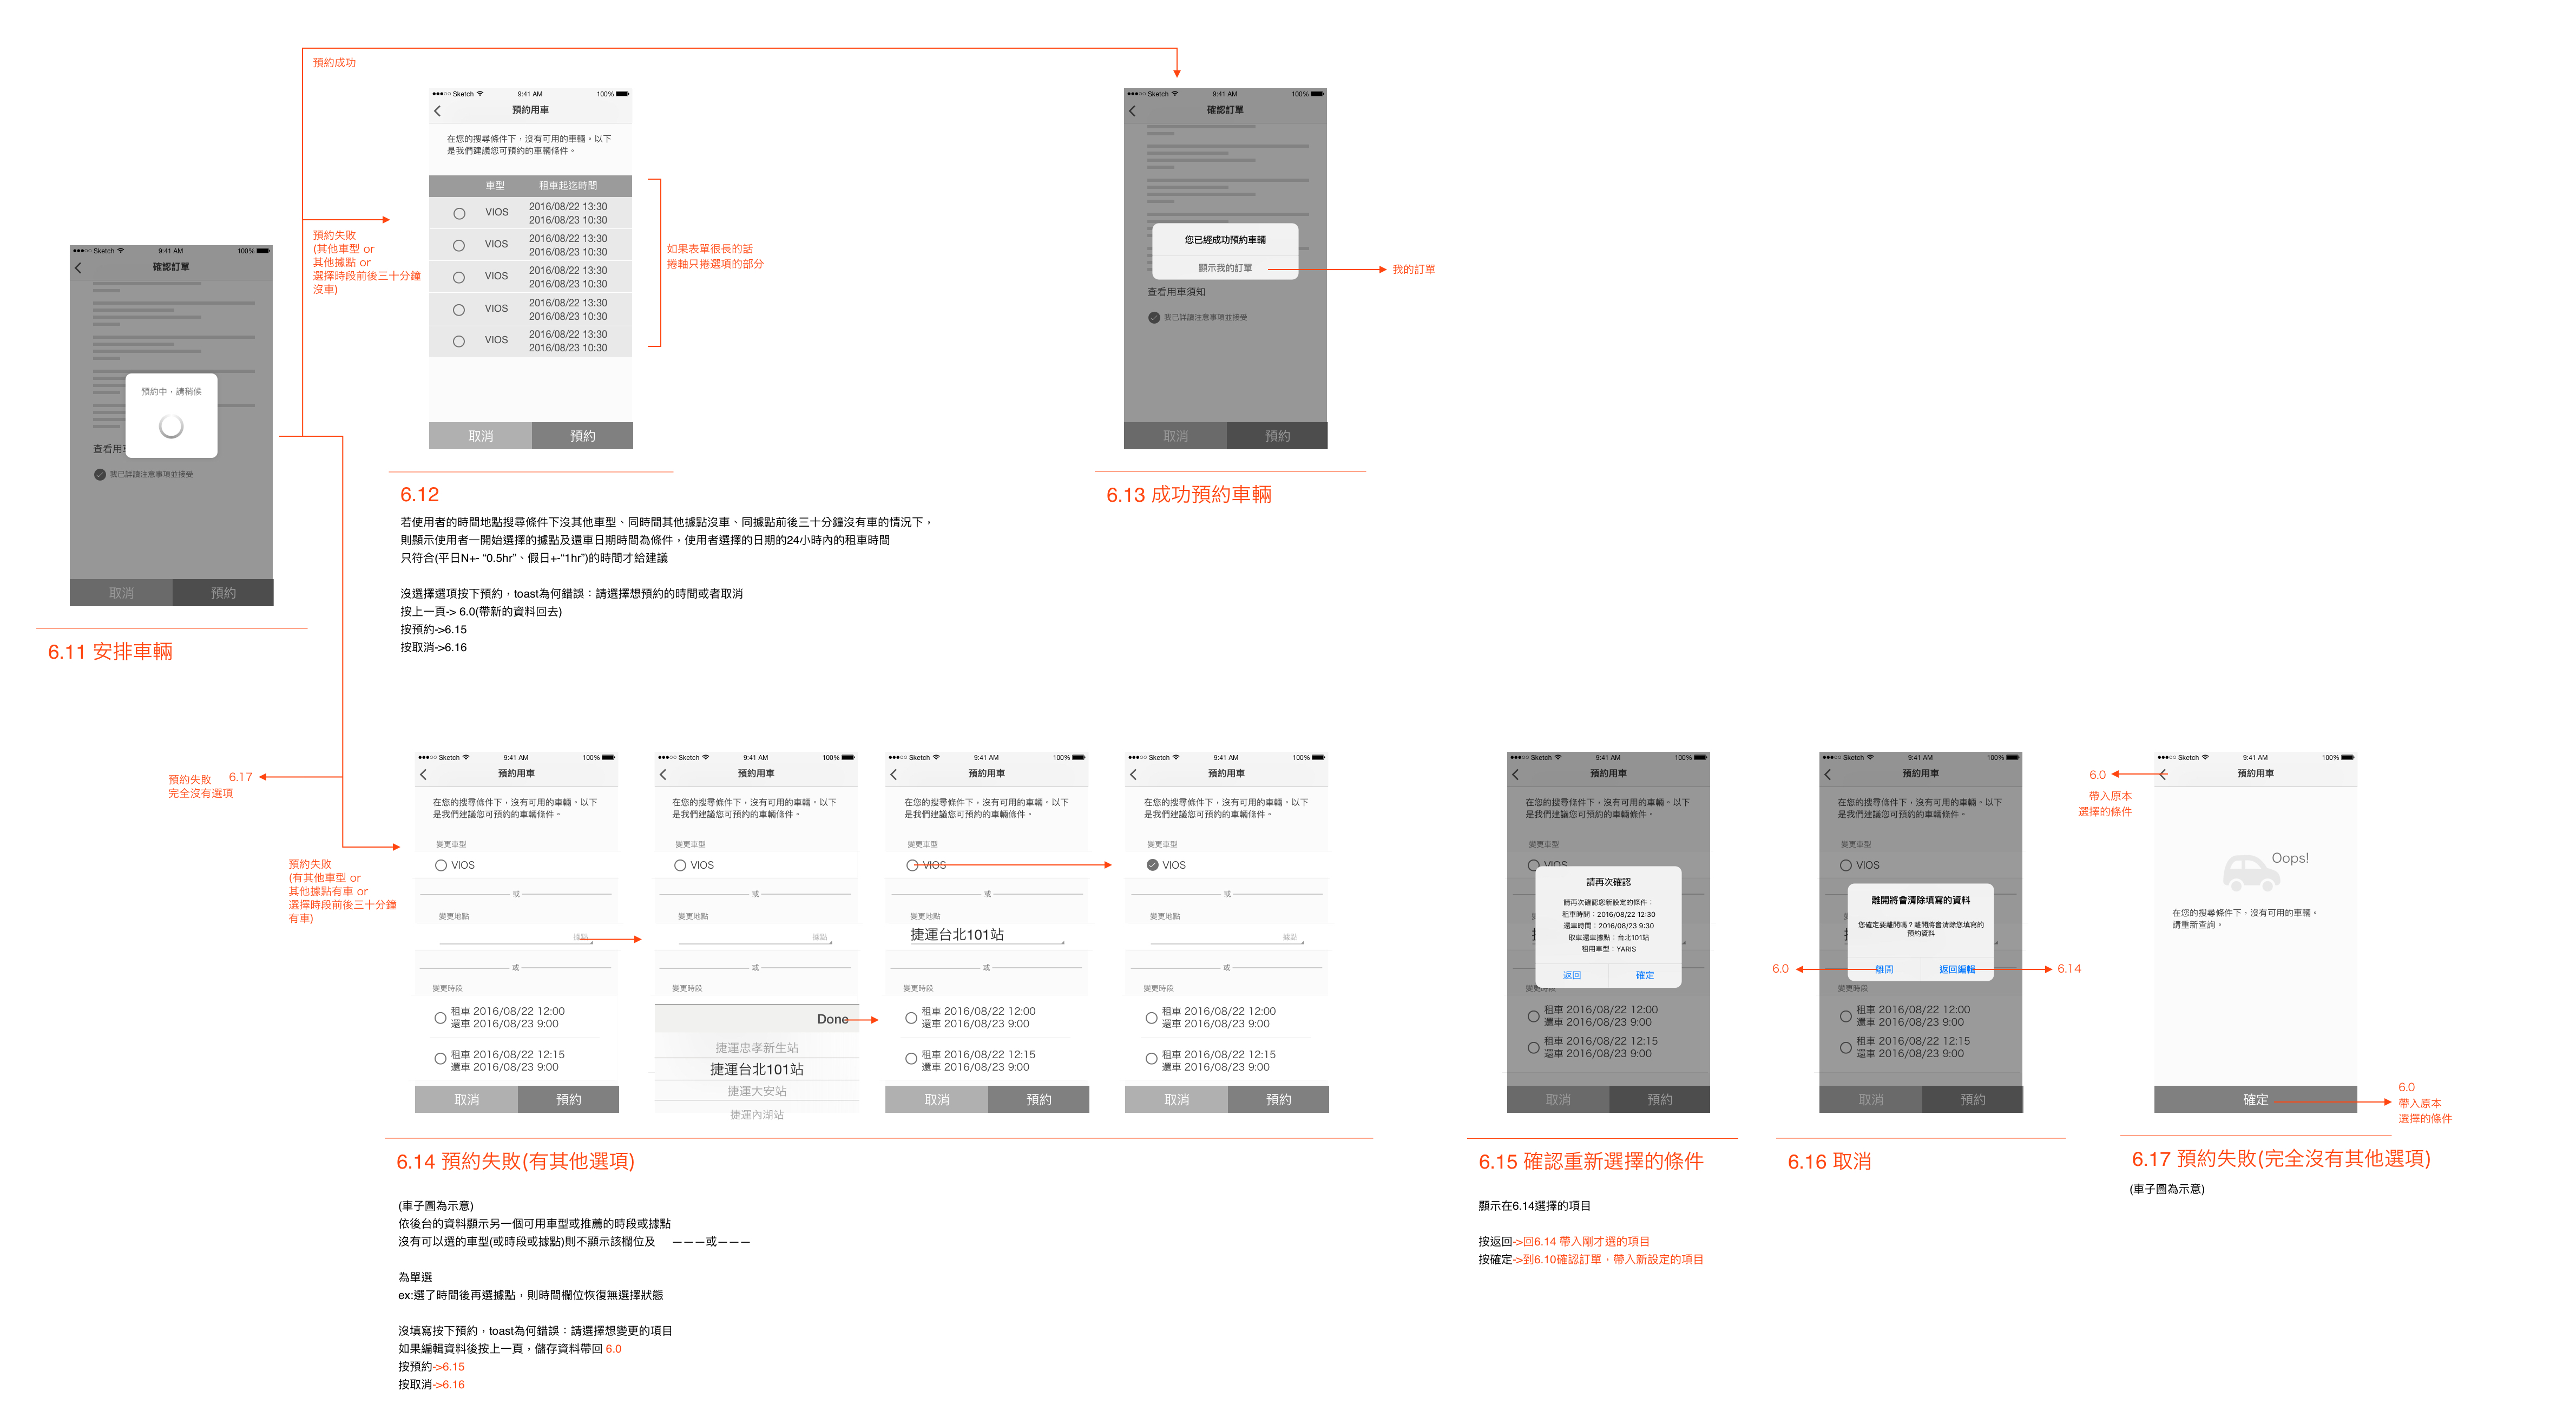 預約成功
●●●○○ Sketch 9:41 AM 100%
預約用車
在您的搜尋條件下，沒有可用的車輛。以下
是我們建議您可預約的車輛條件。
車型 租車起迄時間
VIOS 2016/08/22 13:30
2016/08/23 10:30
VIOS 2016/08/22 13:30
2016/08/23 10:30
VIOS 2016/08/22 13:30
2016/08/23 10:30
VIOS 2016/08/22 13:30
2016/08/23 10:30
VIOS 2016/08/22 13:30
2016/08/23 10:30
取消 預約
如果表單很長的話
捲軸只捲選項的部分
預約失敗
(其他車型 or
其他據點 or
選擇時段前後三十分鐘
沒車)
●●●○○ Sketch 9:41 AM 100%
確認訂單
您已經成功預約車輛
顯示我的訂單
查看用車須知
我已詳讀注意事項並接受
取消 預約
我的訂單
●●●○○ Sketch 9:41 AM 100%
確認訂單
預約中，請稍候
查看用
我已詳讀注意事項並接受
取消 預約
6.11 安排車輛
6.12
若使用者的時間地點搜尋條件下沒其他車型、同時間其他據點沒車、同據點前後三十分鐘沒有車的情況下，
則顯示使用者一開始選擇的據點及還車日期時間為條件，使用者選擇的日期的24小時內的租車時間
只符合(平日N+- “0.5hr”、假日+-“1hr”)的時間才給建議
沒選擇選項按下預約，toast為何錯誤：請選擇想預約的時間或者取消
按上一頁-> 6.0(帶新的資料回去)
按預約->6.15
按取消->6.16
6.13 成功預約車輛
預約失敗 6.17
完全沒有選項
預約失敗
(有其他車型 or
其他據點有車 or
選擇時段前後三十分鐘
有車)
●●●○○ Sketch 9:41 AM 100%
預約用車
在您的搜尋條件下，沒有可用的車輛。以下
是我們建議您可預約的車輛條件。
變更車型
VIOS
或
變更地點
據點
或
變更時段
租車 2016/08/22 12:00
還車 2016/08/23 9:00
租車 2016/08/22 12:15
還車 2016/08/23 9:00
取消 預約
●●●○○ Sketch 9:41 AM 100%
預約用車
在您的搜尋條件下，沒有可用的車輛。以下
是我們建議您可預約的車輛條件。
變更車型
VIOS
或
變更地點
據點
或
變更時段
Done
捷運忠孝新生站
捷運台北101站
捷運大安站
捷運內湖站
●●●○○ Sketch 9:41 AM 100%
預約用車
在您的搜尋條件下，沒有可用的車輛。以下
是我們建議您可預約的車輛條件。
變更車型
VIOS
或
變更地點
捷運台北101站
或
變更時段
租車 2016/08/22 12:00
還車 2016/08/23 9:00
租車 2016/08/22 12:15
還車 2016/08/23 9:00
取消 預約
●●●○○ Sketch 9:41 AM 100%
預約用車
在您的搜尋條件下，沒有可用的車輛。以下
是我們建議您可預約的車輛條件。
變更車型
VIOS
或
變更地點
據點
或
變更時段
租車 2016/08/22 12:00
還車 2016/08/23 9:00
租車 2016/08/22 12:15
還車 2016/08/23 9:00
取消 預約
6.14 預約失敗(有其他選項)
(車子圖為示意)
依後台的資料顯示另一個可用車型或推薦的時段或據點
沒有可以選的車型(或時段或據點)則不顯示該欄位及 －－－或－－－
為單選
ex:選了時間後再選據點，則時間欄位恢復無選擇狀態
沒填寫按下預約，toast為何錯誤：請選擇想變更的項目
如果編輯資料後按上一頁，儲存資料帶回 6.0
按預約->6.15
按取消->6.16
●●●○○ Sketch 9:41 AM 100%
預約用車
在您的搜尋條件下，沒有可用的車輛。以下
是我們建議您可預約的車輛條件。
變更車型
VIOS
請再次確認
請再次確認您新設定的條件：
租車時間：2016/08/22 12:30
還車時間：2016/08/23 9:30
取車還車據點：台北101站
租用車型：YARIS
返回 確定
變更時段
租車 2016/08/22 12:00
還車 2016/08/23 9:00
租車 2016/08/22 12:15
還車 2016/08/23 9:00
取消 預約
6.15 確認重新選擇的條件
顯示在6.14選擇的項目
按返回->回6.14 帶入剛才選的項目
按確定->到6.10確認訂單，帶入新設定的項目
●●●○○ Sketch 9:41 AM 100%
預約用車
在您的搜尋條件下，沒有可用的車輛。以下
是我們建議您可預約的車輛條件。
變更車型
VIOS
離開將會清除填寫的資料
您確定要離開嗎？離開將會清除您填寫的
預約資料
離開 返回編輯
6.0
6.14
變更時段
租車 2016/08/22 12:00
還車 2016/08/23 9:00
租車 2016/08/22 12:15
還車 2016/08/23 9:00
取消 預約
6.16 取消
6.0
帶入原本
選擇的條件
●●●○○ Sketch 9:41 AM 100%
預約用車
Oops!
在您的搜尋條件下，沒有可用的車輛。
請重新查詢。
確定
6.0
帶入原本
選擇的條件
6.17 預約失敗(完全沒有其他選項)
(車子圖為示意)